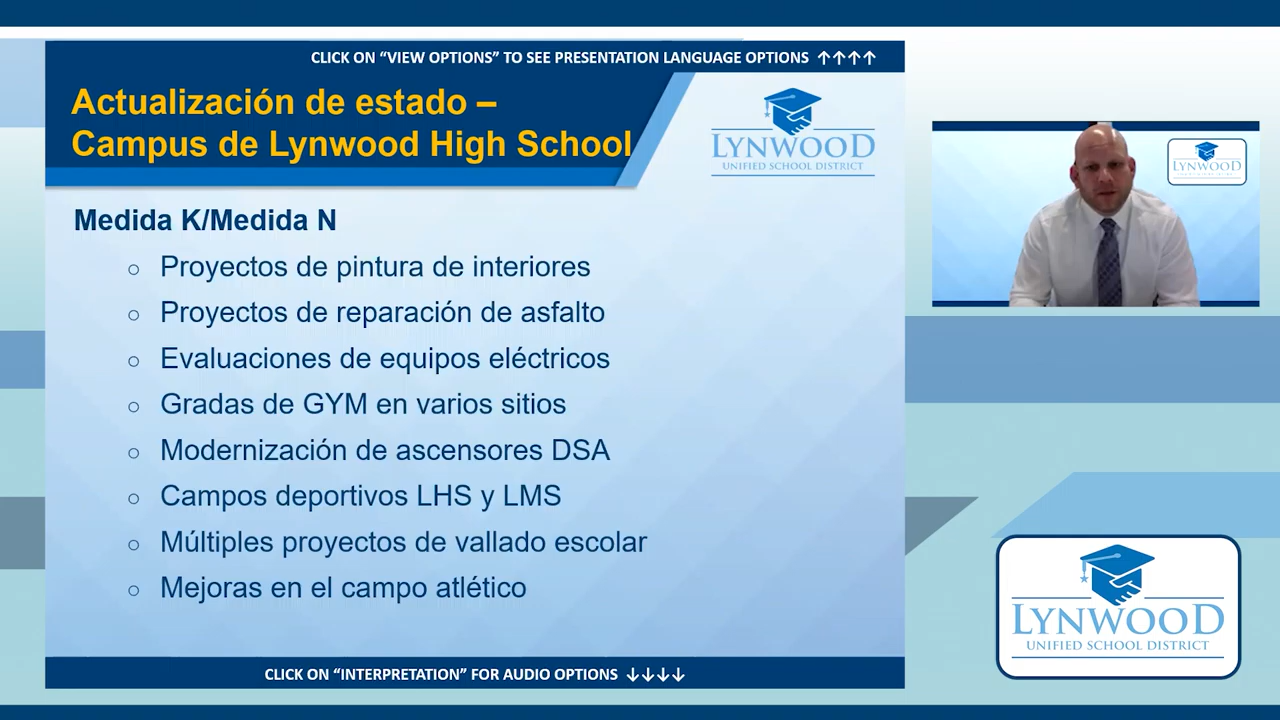 CLICK ON “VIEW OPTIONS” TO SEE PRESENTATION LANGUAGE OPTIONS ↑↑↑↑
Actualización de estado –
Campus de Lynwood High School
LYNWOOD
UNIFIED SCHOOL DISTRICT
Medida K/Medida N
○ Proyectos de pintura de interiores
○ Proyectos de reparación de asfalto
○ Evaluaciones de equipos eléctricos
○ Gradas de GYM en varios sitios
○ Modernización de ascensores DSA
○ Campos deportivos LHS y LMS
○ Múltiples proyectos de vallado escolar
○ Mejoras en el campo atlético
CLICK ON “INTERPRETATION” FOR AUDIO OPTIONS ↓↓↓↓
LYNWOOD
LYNWOOD
UNIFIED SCHOOL DISTRICT